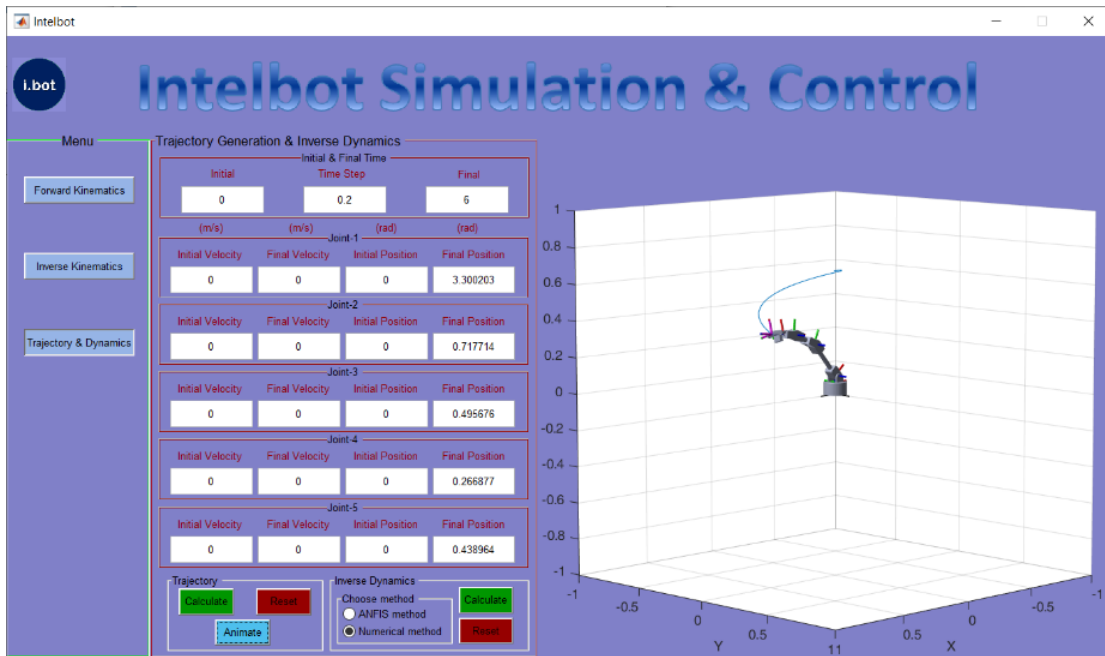 Intelbot
i.bot
Intelbot Simulation & Control
Menu
Forward Kinematics
Inverse Kinematics
Trajectory & Dynamics
Trajectory Generation & Inverse Dynamics
Initial & Final Time
Initial Time Step Final
0 0.2 6
(m/s) (m/s) (rad) (rad)
Joint-1
Initial Velocity Final Velocity Initial Position Final Position
0 0 0 3.300203
Joint-2
Initial Velocity Final Velocity Initial Position Final Position
0 0 0 0.717714
Joint-3
Initial Velocity Final Velocity Initial Position Final Position
0 0 0 0.495676
Joint-4
Initial Velocity Final Velocity Initial Position Final Position
0 0 0 0.266877
Joint-5
Initial Velocity Final Velocity Initial Position Final Position
0 0 0 0.438964
Trajectory
Calculate Reset
Animate
Inverse Dynamics
Choose method
ANFIS method
Numerical method
Calculate
Reset
1
0.8
0.6
0.4
0.2
0
-0.2
-0.4
-0.6
-0.8
-1
-1 -0.5 0 0.5 1
Y
1 0.5 0 -0.5 -1
X